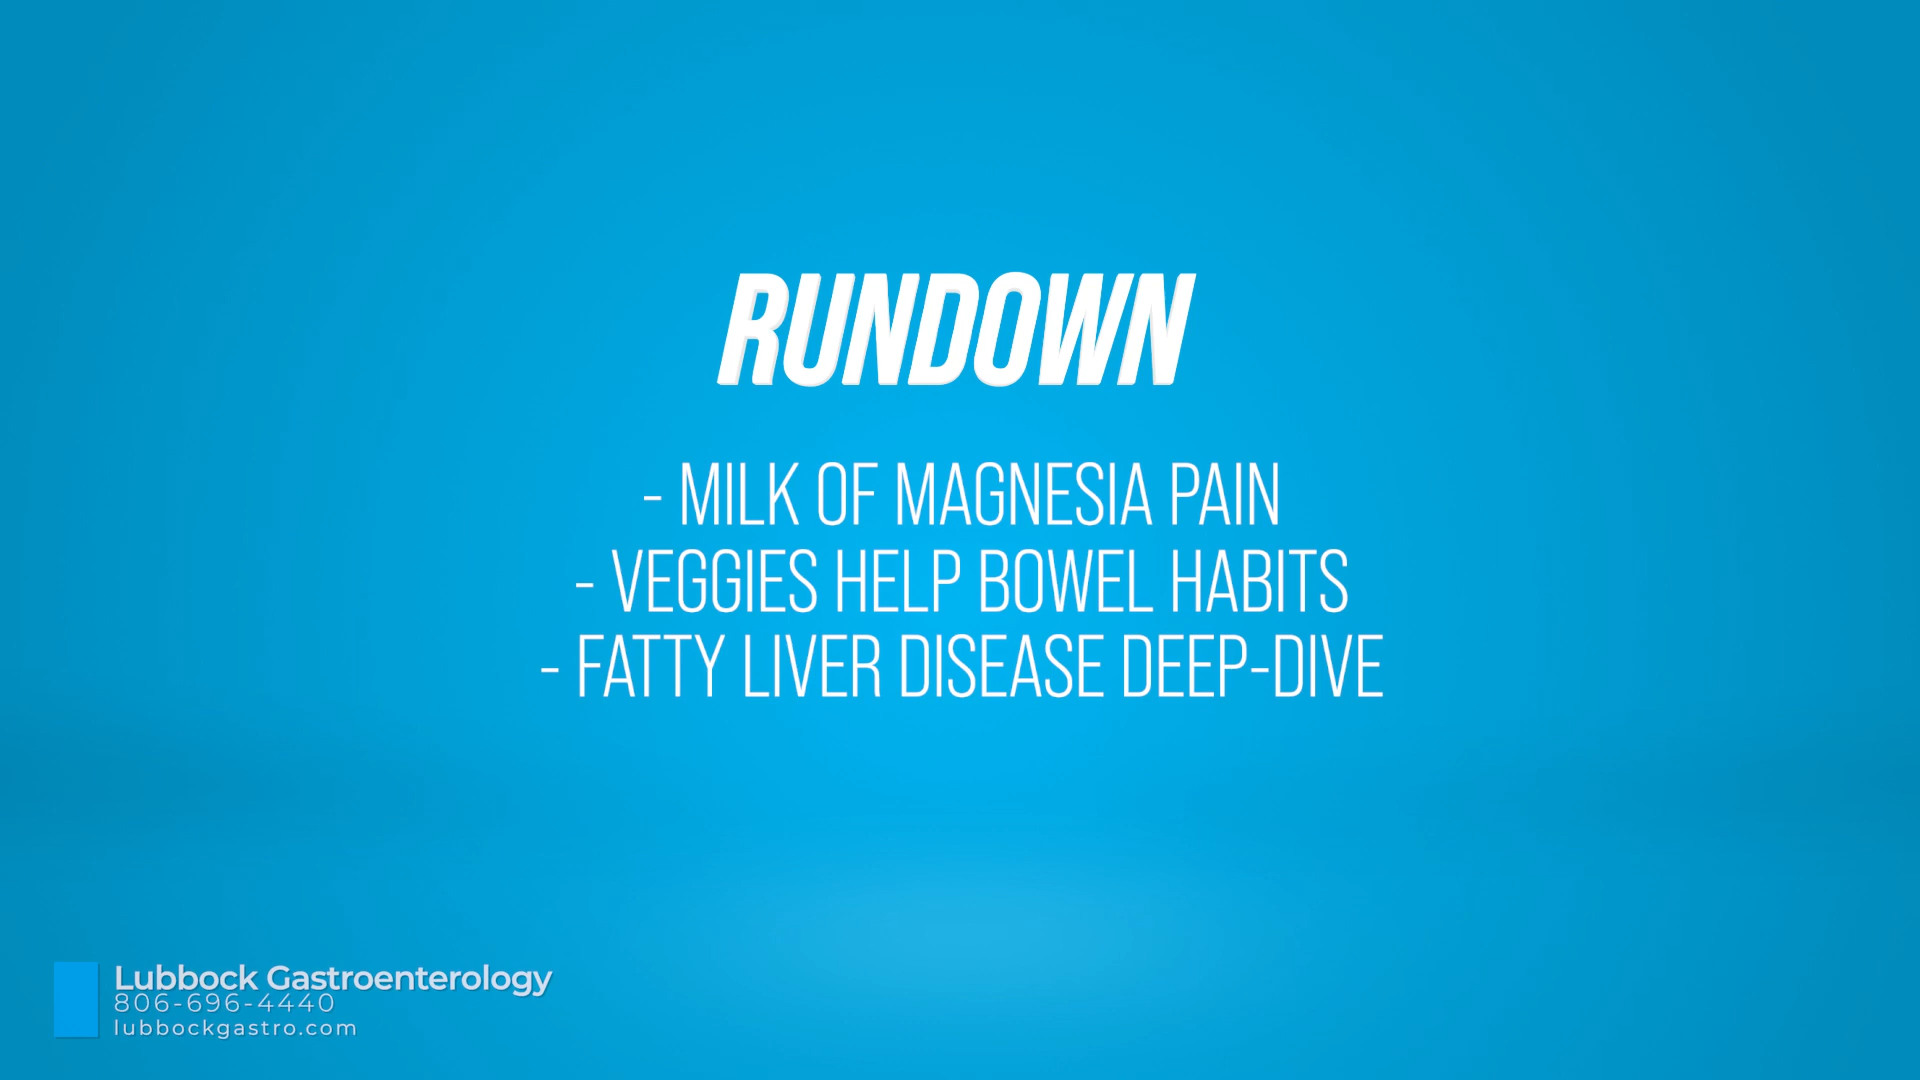 RUNDOWN
- MILK OF MAGNESIA PAIN
- VEGGIES HELP BOWEL HABITS
- FATTY LIVER DISEASE DEEP-DIVE
Lubbock Gastroenterology
806-696-4440
lubbockgastro.com